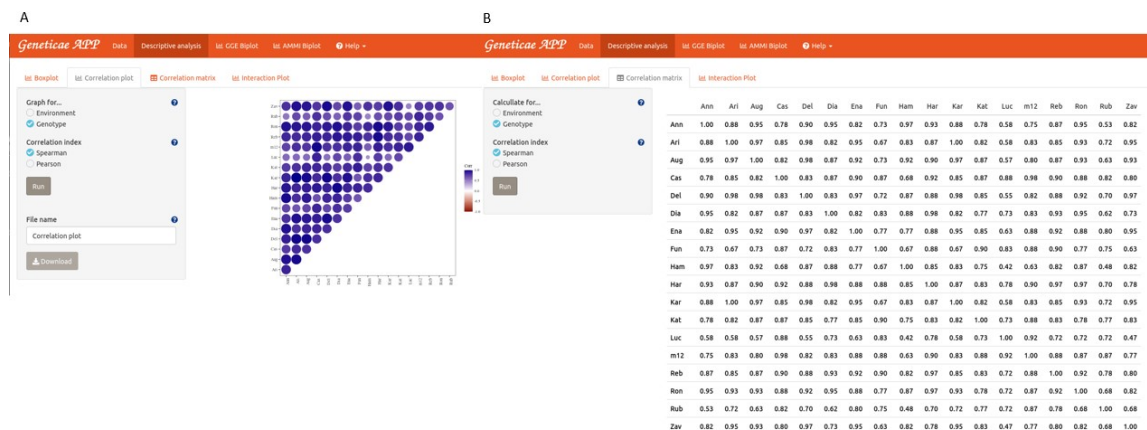 A
B
Geneticae APP Data Descriptive analysis GGE Biplot AMMI Biplot Help
Geneticae APP Data Descriptive analysis GGE Biplot AMMI Biplot Help
Boxplot Correlation plot Correlation matrix Interaction Plot
Boxplot Correlation plot Correlation matrix Interaction Plot
Graph for...
Environment
Genotype
Correlation index
Spearman
Pearson
Run
File name
Correlation plot
Download
Calcullate for...
Environment
Genotype
Correlation index
Spearman
Pearson
Run
Ann Ari Aug Cas Del Dia Ena Fun Ham Har Kar Kat Luc m12 Reb Ron Rub Zav
Ann 1.00 0.88 0.95 0.78 0.90 0.95 0.82 0.73 0.97 0.93 0.88 0.78 0.58 0.75 0.87 0.95 0.53 0.82
Ari 0.88 1.00 0.97 0.85 0.98 0.82 0.95 0.67 0.83 0.87 1.00 0.82 0.58 0.83 0.85 0.93 0.72 0.95
Aug 0.95 0.97 1.00 0.82 0.98 0.87 0.92 0.73 0.92 0.90 0.97 0.87 0.57 0.80 0.87 0.93 0.63 0.93
Cas 0.78 0.85 0.82 1.00 0.83 0.87 0.90 0.87 0.68 0.92 0.85 0.87 0.88 0.98 0.90 0.88 0.82 0.80
Del 0.90 0.98 0.98 0.83 1.00 0.83 0.97 0.72 0.87 0.88 0.98 0.85 0.55 0.82 0.88 0.92 0.70 0.97
Dia 0.95 0.82 0.87 0.87 0.83 1.00 0.82 0.83 0.88 0.98 0.82 0.77 0.73 0.83 0.93 0.95 0.62 0.73
Ena 0.82 0.95 0.92 0.90 0.97 0.82 1.00 0.77 0.77 0.88 0.95 0.85 0.63 0.88 0.92 0.88 0.80 0.95
Fun 0.73 0.67 0.73 0.87 0.72 0.83 0.77 1.00 0.67 0.88 0.67 0.90 0.83 0.88 0.90 0.77 0.75 0.63
Ham 0.97 0.83 0.92 0.68 0.87 0.88 0.77 0.67 1.00 0.85 0.83 0.75 0.42 0.63 0.82 0.87 0.48 0.82
Har 0.93 0.87 0.90 0.92 0.88 0.98 0.88 0.88 0.85 1.00 0.87 0.83 0.78 0.90 0.97 0.97 0.70 0.78
Kar 0.88 1.00 0.97 0.85 0.98 0.82 0.95 0.67 0.83 0.87 1.00 0.82 0.58 0.83 0.85 0.93 0.72 0.95
Kat 0.78 0.82 0.87 0.87 0.85 0.77 0.85 0.90 0.75 0.83 0.82 1.00 0.73 0.88 0.83 0.78 0.77 0.83
Luc 0.58 0.58 0.57 0.88 0.55 0.73 0.63 0.83 0.42 0.78 0.58 0.73 1.00 0.92 0.72 0.72 0.72 0.47
m12 0.75 0.83 0.80 0.98 0.82 0.83 0.88 0.88 0.63 0.90 0.83 0.88 0.92 1.00 0.88 0.87 0.87 0.77
Reb 0.87 0.85 0.87 0.90 0.88 0.93 0.92 0.90 0.82 0.97 0.85 0.83 0.72 0.88 1.00 0.92 0.78 0.80
Ron 0.95 0.93 0.93 0.88 0.92 0.95 0.88 0.77 0.87 0.97 0.93 0.78 0.72 0.87 0.92 1.00 0.68 0.82
Rub 0.53 0.72 0.63 0.82 0.70 0.62 0.80 0.75 0.48 0.70 0.72 0.77 0.72 0.87 0.78 0.68 1.00 0.68
Zav 0.82 0.95 0.93 0.80 0.97 0.73 0.95 0.63 0.82 0.78 0.95 0.83 0.47 0.77 0.80 0.82 0.68 1.00